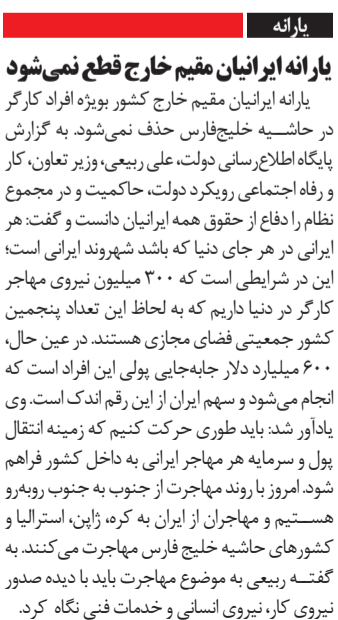 یارانه
یارانه ایرانیان مقیم خارج قطع نمی‌شود
یارانه ایرانیان مقیم خارج کشور بویژه افراد کارگر
در حاشیه خلیج‌فارس حذف نمی‌شود. به گزارش
پایگاه اطلاع‌رسانی دولت، علی ربیعی، وزیر تعاون، کار
و رفاه اجتماعی رویکرد دولت، حاکمیت و در مجموع
نظام را دفاع از حقوق همه ایرانیان دانست و گفت: هر
ایرانی در هر جای دنیا که باشد شهروند ایرانی است؛
این در شرایطی است که ۳۰۰ میلیون نیروی مهاجر
کارگر در دنیا داریم که به لحاظ این تعداد پنجمین
کشور جمعیتی فضای مجازی هستند. در عین حال،
۶۰۰ میلیارد دلار جابه‌جایی پولی این افراد است که
انجام می‌شود و سهم ایران از این رقم اندک است. وی
یادآور شد: باید طوری حرکت کنیم که زمینه انتقال
پول و سرمایه هر مهاجر ایرانی به داخل کشور فراهم
شود. امروز با روند مهاجرت از جنوب به جنوب روبه‌رو
هستیم و مهاجران از ایران به کره، ژاپن، استرالیا و
کشورهای حاشیه خلیج فارس مهاجرت می‌کنند. به
گفته ربیعی به موضوع مهاجرت باید با دیده صدور
نیروی کار، نیروی انسانی و خدمات فنی نگاه کرد.